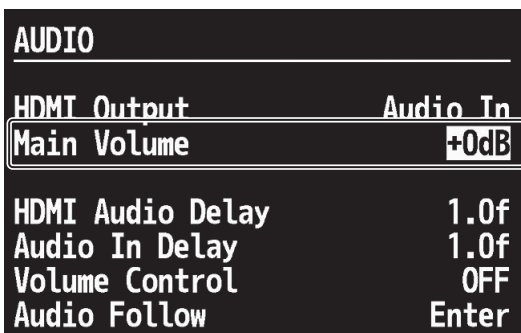 AUDIO
HDMI Output Audio In
Main Volume +0dB
HDMI Audio Delay 1.0f
Audio In Delay 1.0f
Volume Control OFF
Audio Follow Enter